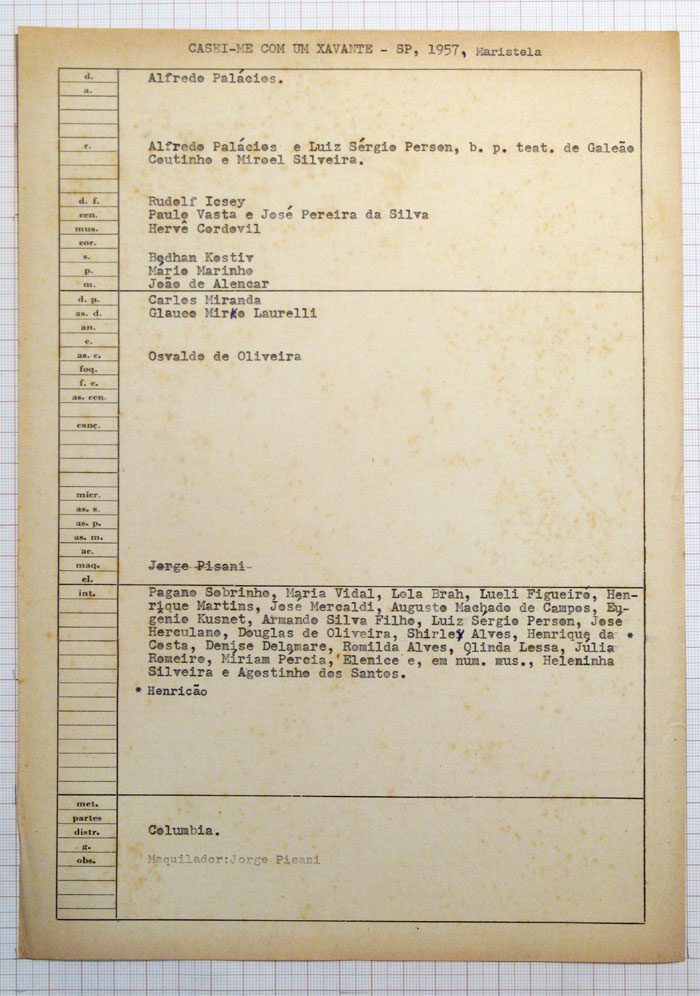 CASEI-ME COM UM XAVANTE - SP, 1957, Maristela
d. Alfredo Palácios.
a.
r. Alfredo Palácios e Luiz Sérgio Person, b. p. teat. de Galeão
Coutinho e Miroel Silveira.
d. f. Rudolf Icsey
cen. Paulo Vasta e José Pereira da Silva
mus. Hervê Cordovil
cor.
s. Bodhan Kostiv
p. Mário Marinho
m. João de Alencar
d. p. Carlos Miranda
as. d. Glauco Mirko Laurelli
an.
c.
as. c. Osvaldo de Oliveira
foq.
f. c.
as. cen.
canç.
micr.
as. s.
as. p.
as. m.
ac.
maq. Jorge Pisani-
el.
int. Pagano Sobrinho, Maria Vidal, Lola Brah, Lueli Figueiró, Hen-
rique Martins, José Mercaldi, Augusto Machado de Campos, Eu-
genio Kusnet, Armando Silva Filho, Luiz Sérgio Person, José
Herculano, Douglas de Oliveira, Shirley Alves, Henrique da *
Costa, Denise Delamare, Romilda Alves, Olinda Lessa, Júlia
Romeiro, Miriam Percia, Elenice e, em num. mus., Heleninha
Silveira e Agostinho dos Santos.
* Henricão
met.
partes
distr. Columbia.
g.
obs. Maquilador:Jorge Pisani